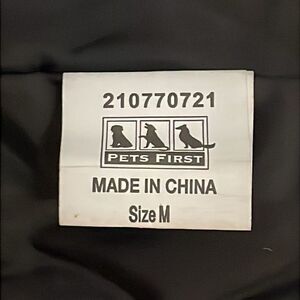 210770721
PETS FIRST
MADE IN CHINA
Size M